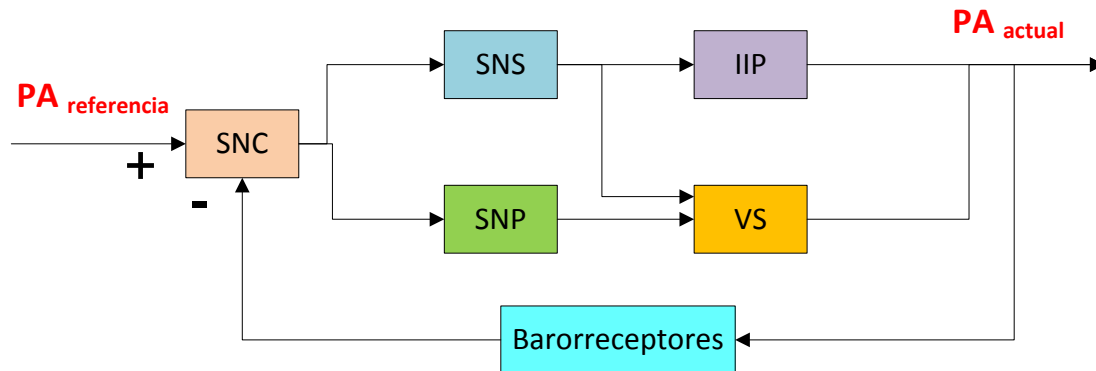 PA actual
SNS
IIP
PA referencia
SNC
+
-
SNP
VS
Barorreceptores